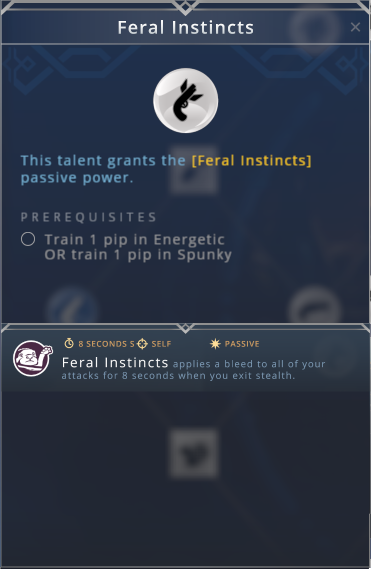 Feral Instincts
This talent grants the [Feral Instincts]
passive power.
PREREQUISITES
Train 1 pip in Energetic
OR train 1 pip in Spunky
8 SECONDS 5 SELF PASSIVE
Feral Instincts applies a bleed to all of your
attacks for 8 seconds when you exit stealth.